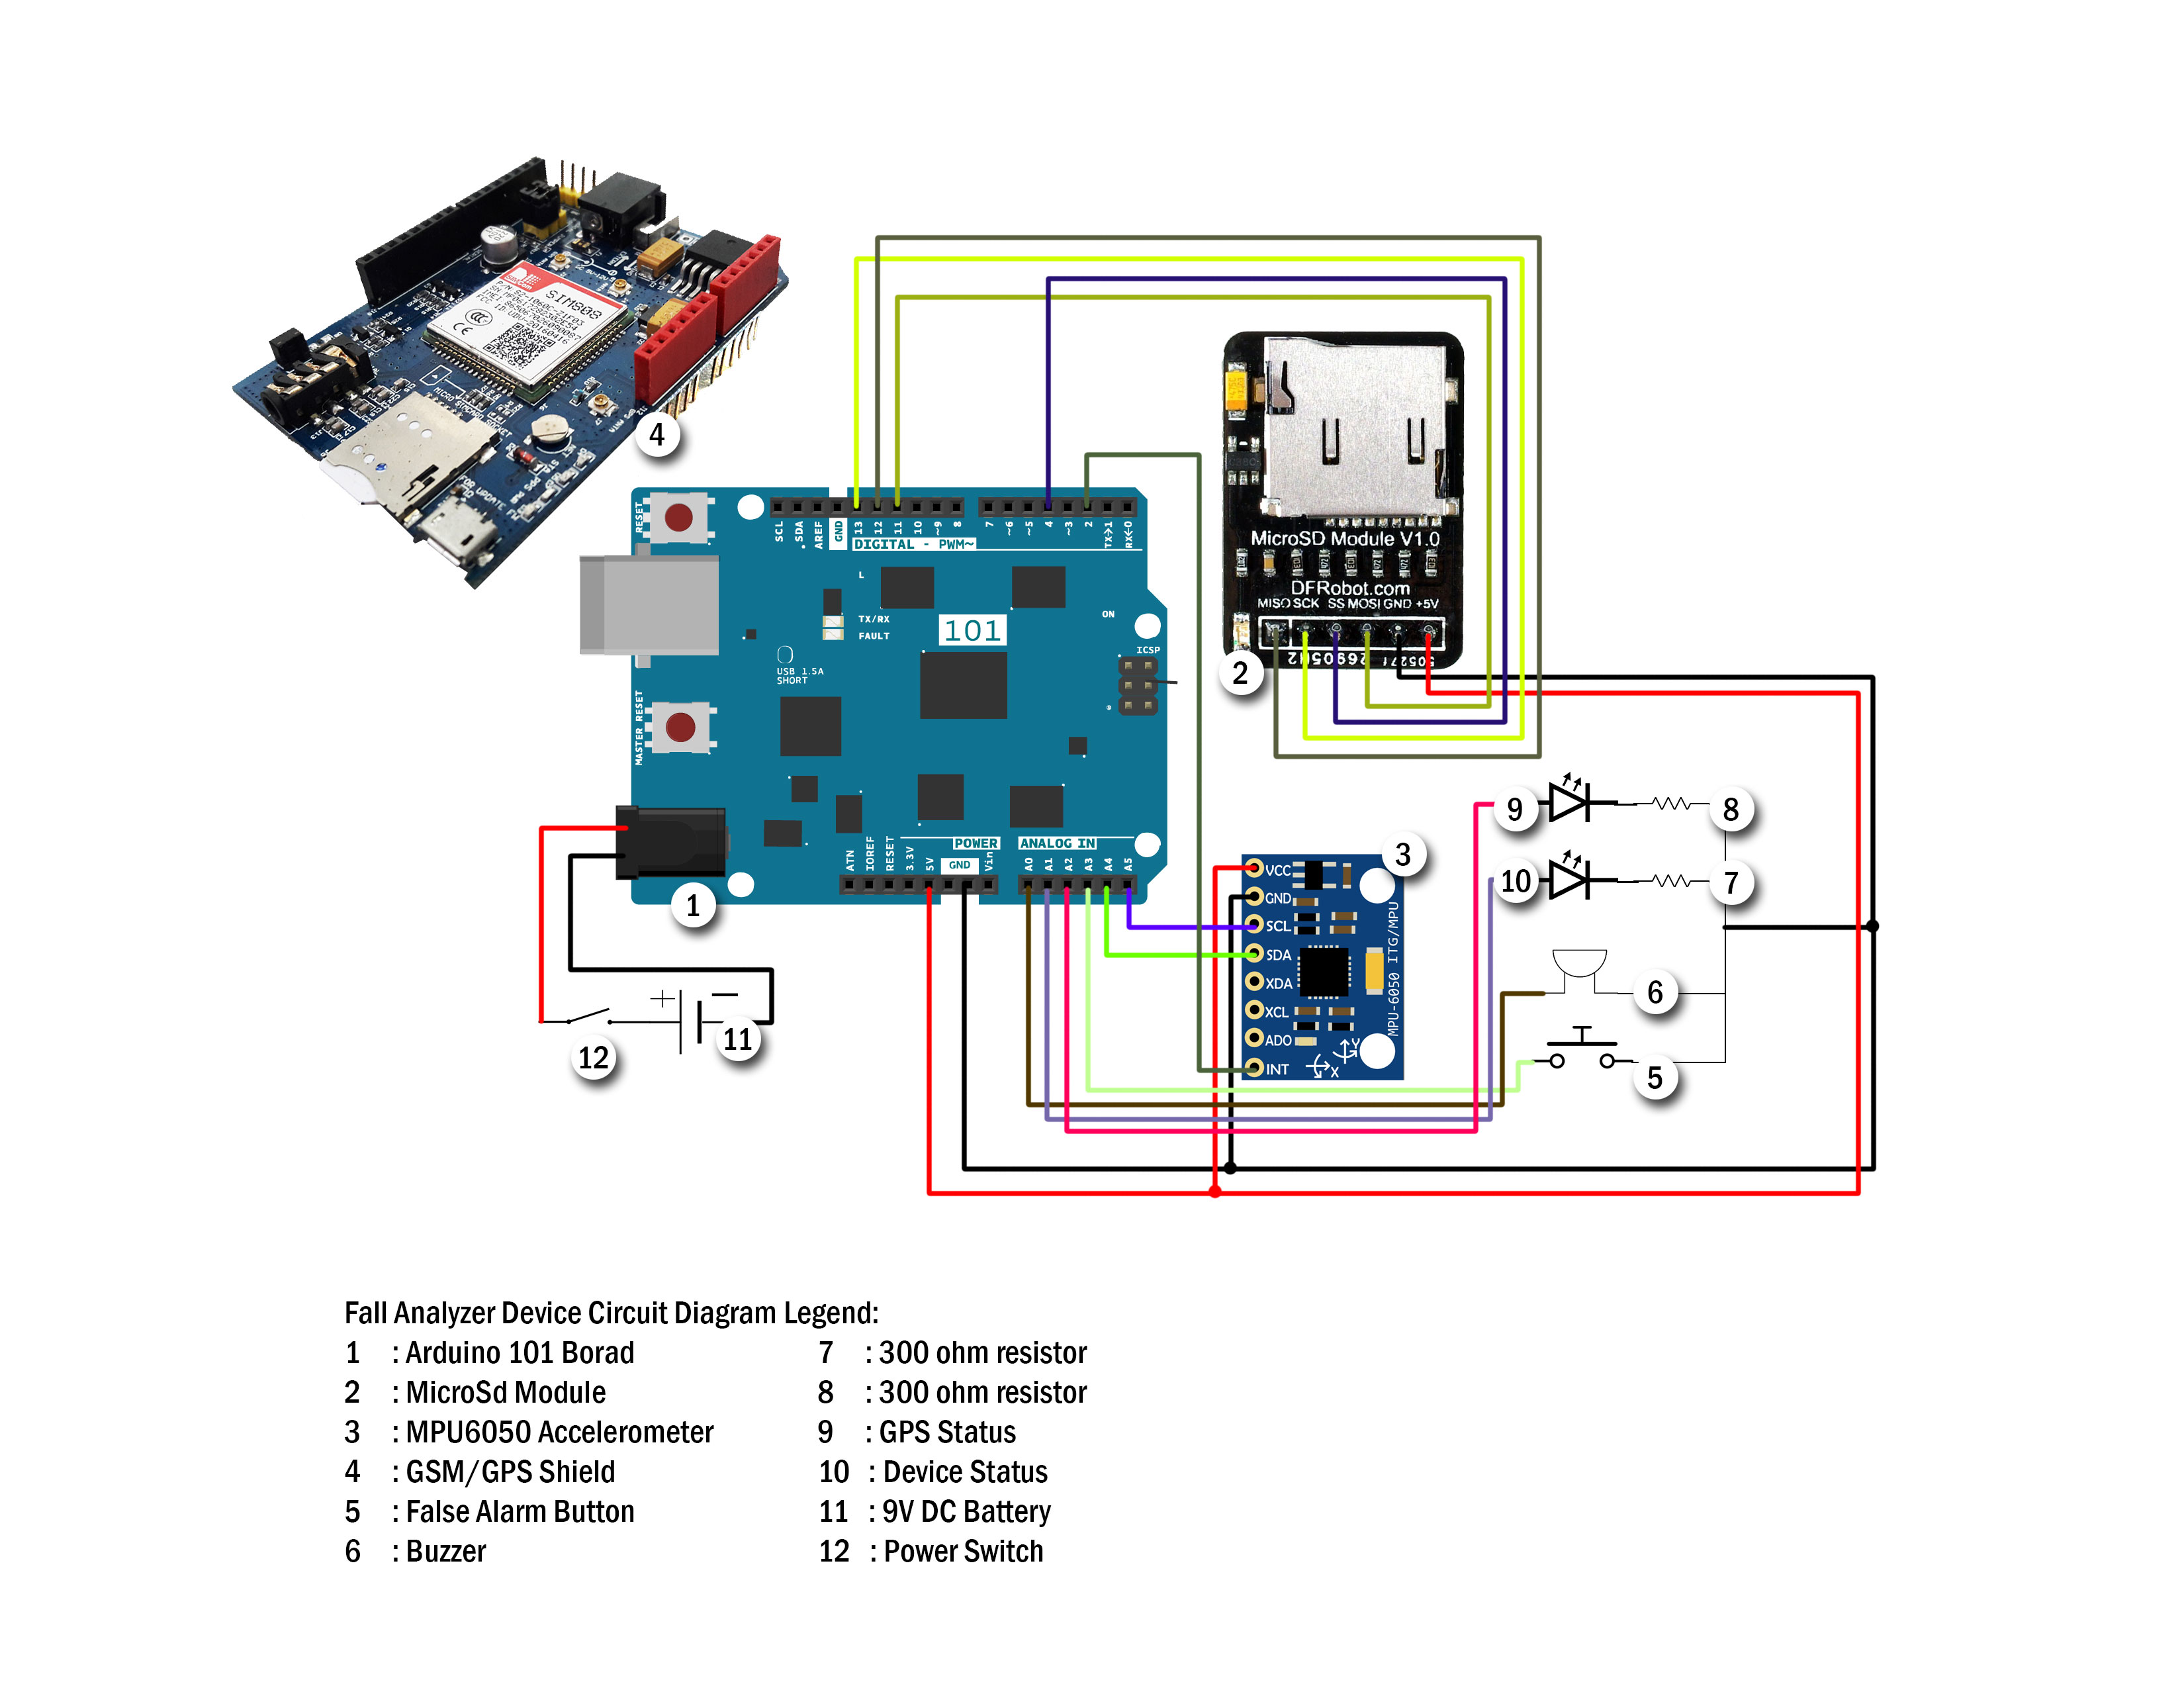 SIM808
4
RESET
SCL
SDA
AREF
GND
13
12
11
10
~9
8
7
~6
~5
4
~3
2
TX→1
RX←0
DIGITAL - PWM~
L
TX/RX
FAULT
101
ON
ICSP
USB 1.5A
SHORT
MASTER RESET
MicroSD Module V1.0
DFRobot.com
MISO SCK SS MOSI GND +5V
2
POWER
ANALOG IN
ATN
IOREF
RESET
3.3V
5V
GND
Vin
A0
A1
A2
A3
A4
A5
1
3
VCC
GND
SCL
SDA
XDA
XCL
ADO
INT
MPU-6050 ITG/MPU
Y
X
9
8
10
7
6
5
+
11
12
Fall Analyzer Device Circuit Diagram Legend:
1 : Arduino 101 Borad
2 : MicroSd Module
3 : MPU6050 Accelerometer
4 : GSM/GPS Shield
5 : False Alarm Button
6 : Buzzer
7 : 300 ohm resistor
8 : 300 ohm resistor
9 : GPS Status
10 : Device Status
11 : 9V DC Battery
12 : Power Switch